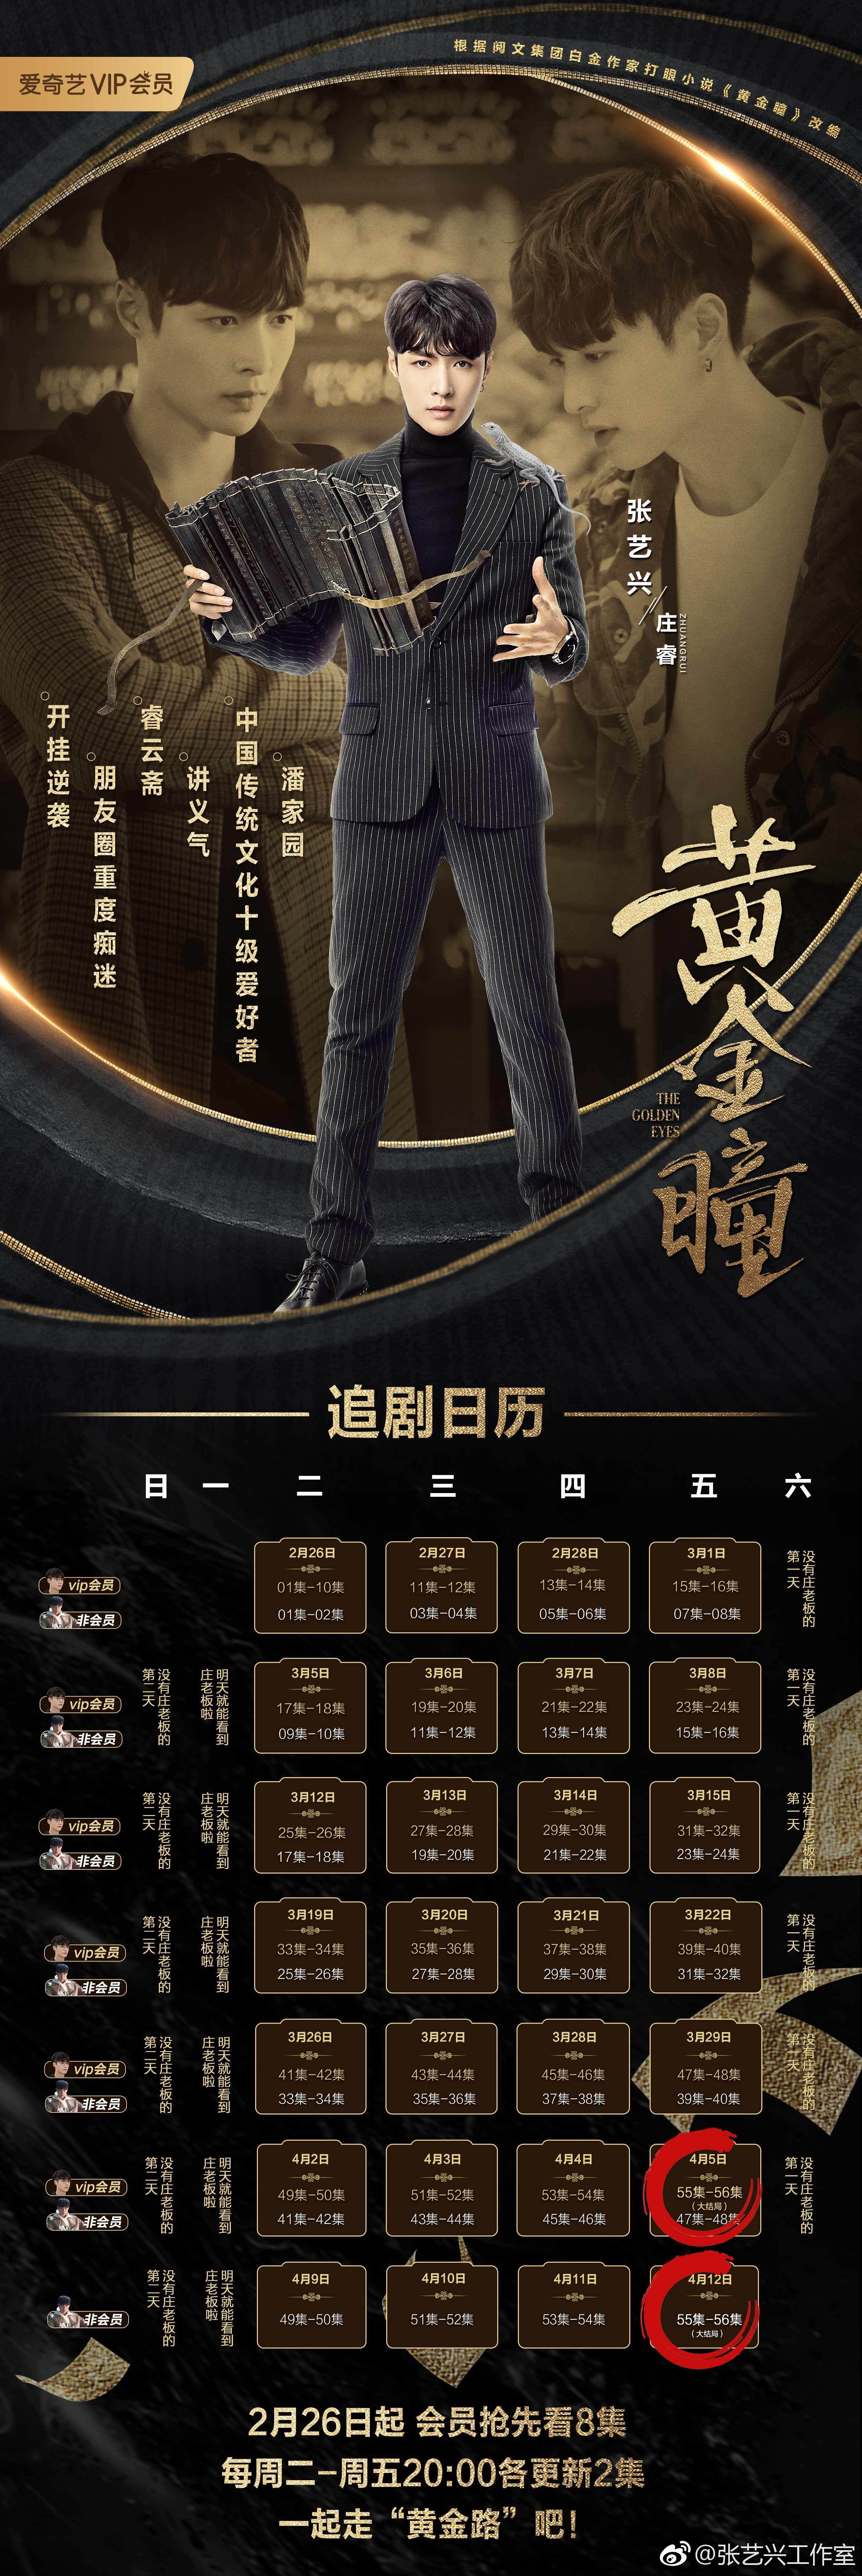 爱奇艺VIP会员
根据阅文集团白金作家打眼小说《黄金瞳》改编
张艺兴
庄睿
ZHUANGRUI
开挂逆袭
朋友圈重度痴迷
睿云斋
讲义气
中国传统文化十级爱好者
潘家园
黄金瞳
THE
GOLDEN
EYES
追剧日历
日 一 二 三 四 五 六
vip会员
非会员
2月26日
01集-10集
01集-02集
2月27日
11集-12集
03集-04集
2月28日
13集-14集
05集-06集
3月1日
15集-16集
07集-08集
没有庄老板的
第一天
vip会员
非会员
没有庄老板的
第二天
明天就能看到
庄老板啦
3月5日
17集-18集
09集-10集
3月6日
19集-20集
11集-12集
3月7日
21集-22集
13集-14集
3月8日
23集-24集
15集-16集
没有庄老板的
第一天
vip会员
非会员
没有庄老板的
第二天
明天就能看到
庄老板啦
3月12日
25集-26集
17集-18集
3月13日
27集-28集
19集-20集
3月14日
29集-30集
21集-22集
3月15日
31集-32集
23集-24集
没有庄老板的
第一天
vip会员
非会员
没有庄老板的
第二天
明天就能看到
庄老板啦
3月19日
33集-34集
25集-26集
3月20日
35集-36集
27集-28集
3月21日
37集-38集
29集-30集
3月22日
39集-40集
31集-32集
没有庄老板的
第一天
vip会员
非会员
没有庄老板的
第二天
明天就能看到
庄老板啦
3月26日
41集-42集
33集-34集
3月27日
43集-44集
35集-36集
3月28日
45集-46集
37集-38集
3月29日
47集-48集
39集-40集
没有庄老板的
第一天
vip会员
非会员
没有庄老板的
第二天
明天就能看到
庄老板啦
4月2日
49集-50集
41集-42集
4月3日
51集-52集
43集-44集
4月4日
53集-54集
45集-46集
4月5日
55集-56集
(大结局)
47集-48集
没有庄老板的
第一天
非会员
没有庄老板的
第二天
明天就能看到
庄老板啦
4月9日
49集-50集
4月10日
51集-52集
4月11日
53集-54集
4月12日
55集-56集
(大结局)
2月26日起 会员抢先看8集
每周二-周五20:00各更新2集
一起走“黄金路”吧！
@张艺兴工作室